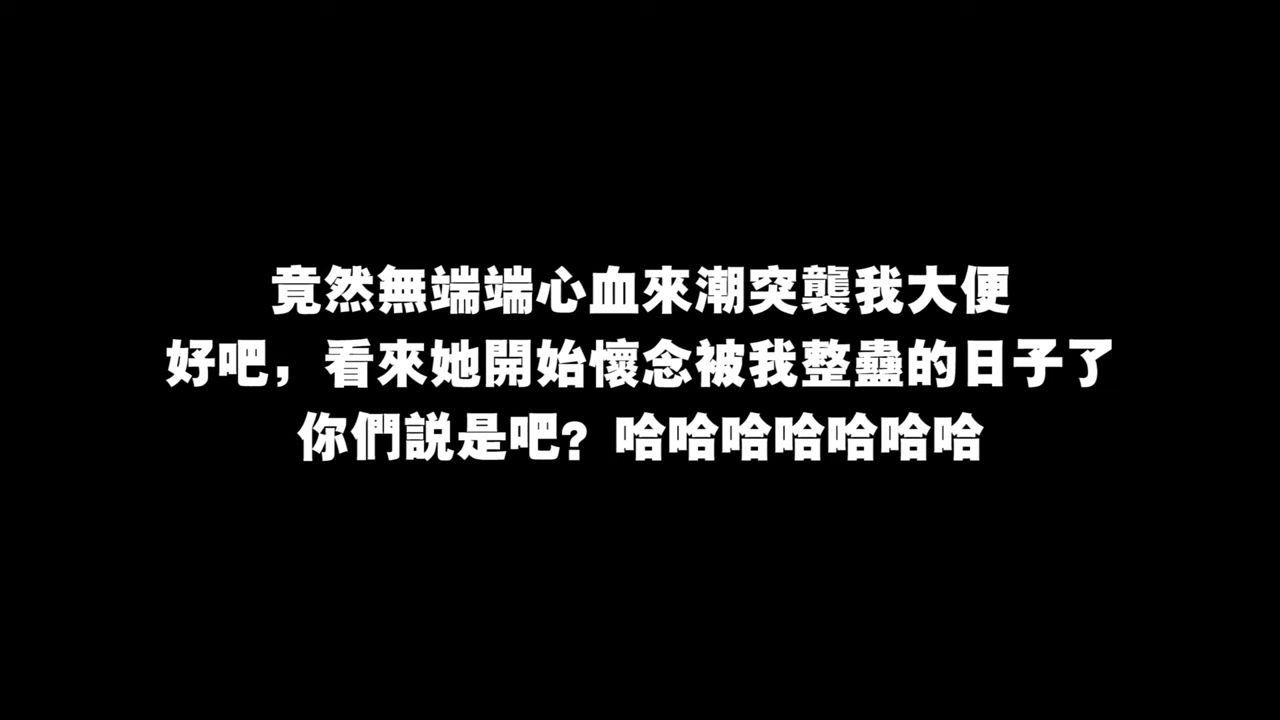 竟然無端端心血來潮突襲我大便
好吧，看來她開始懷念被我整蠱的日子了
你們說是吧？哈哈哈哈哈哈哈